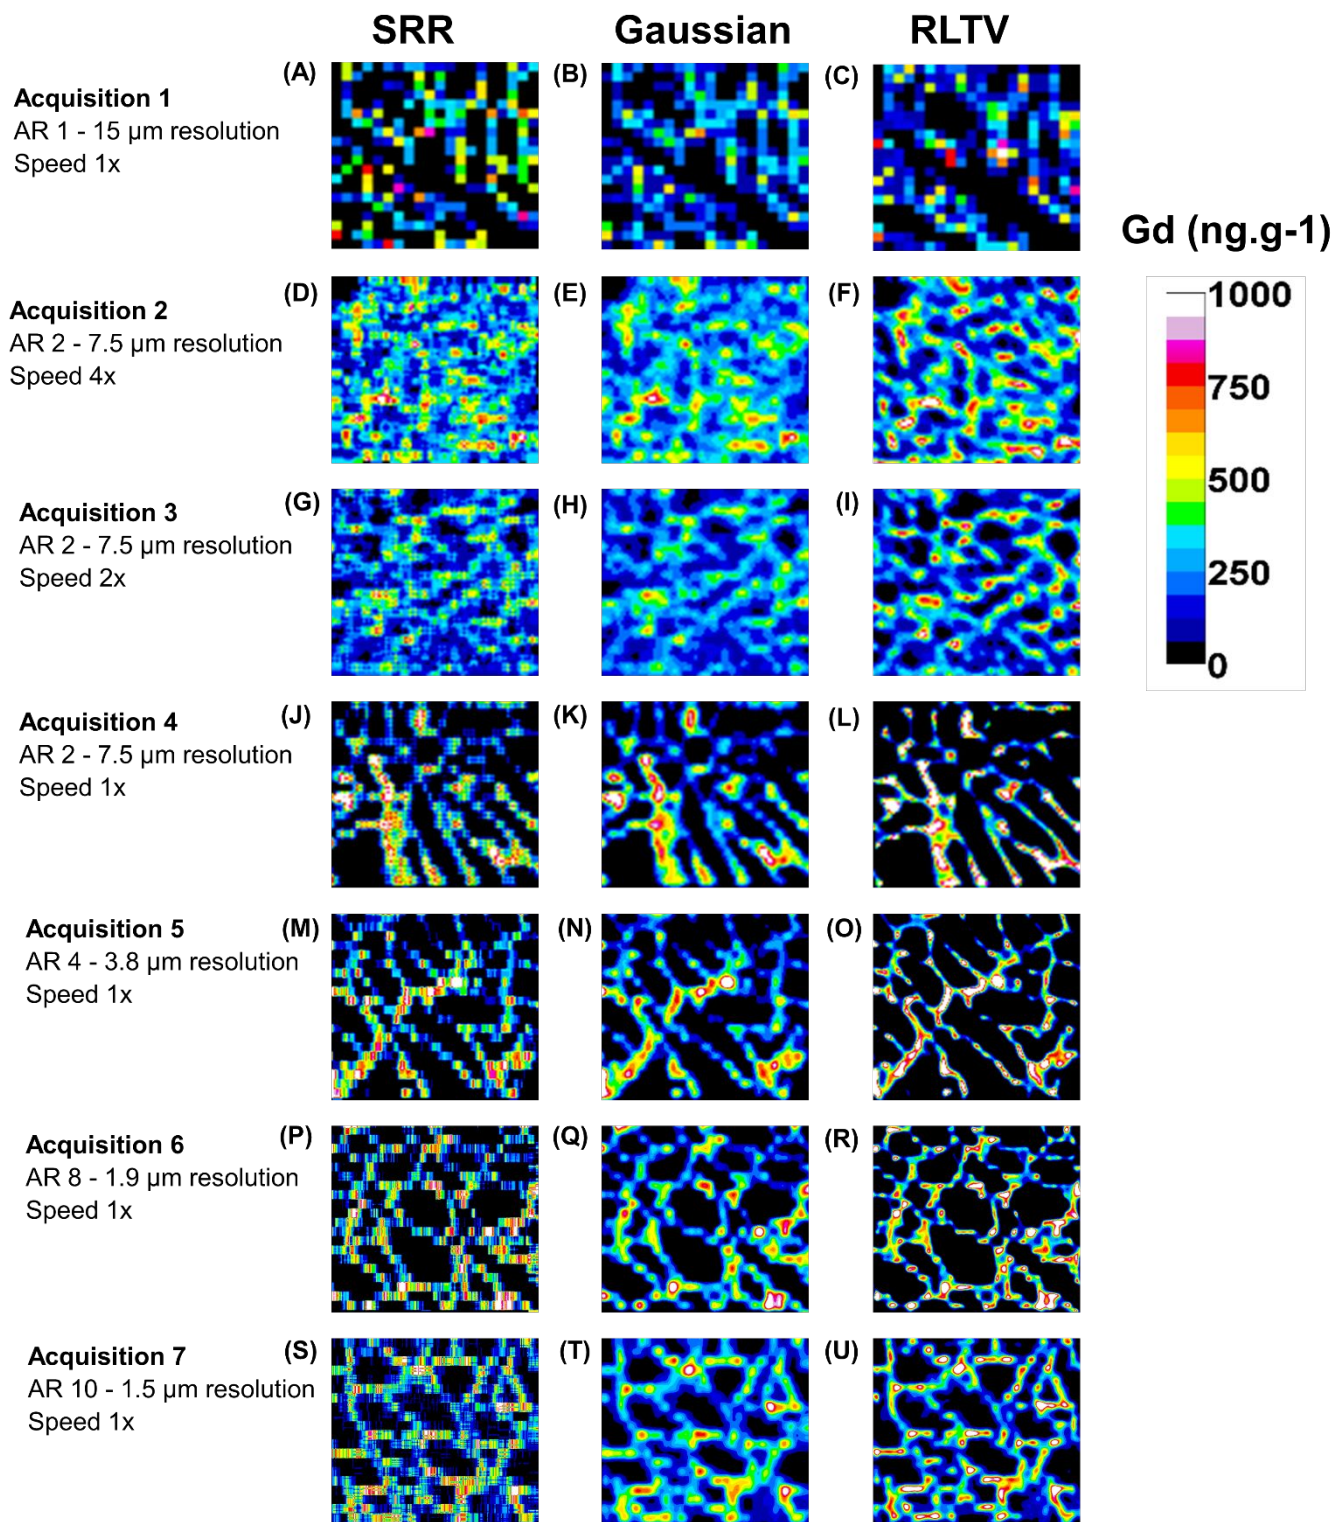 SRR Gaussian RLTV
(A) (B) (C)
Acquisition 1
AR 1 - 15 µm resolution
Speed 1x
Gd (ng.g-1)
1000
750
500
250
0
(D) (E) (F)
Acquisition 2
AR 2 - 7.5 µm resolution
Speed 4x
(G) (H) (I)
Acquisition 3
AR 2 - 7.5 µm resolution
Speed 2x
(J) (K) (L)
Acquisition 4
AR 2 - 7.5 µm resolution
Speed 1x
(M) (N) (O)
Acquisition 5
AR 4 - 3.8 µm resolution
Speed 1x
(P) (Q) (R)
Acquisition 6
AR 8 - 1.9 µm resolution
Speed 1x
(S) (T) (U)
Acquisition 7
AR 10 - 1.5 µm resolution
Speed 1x